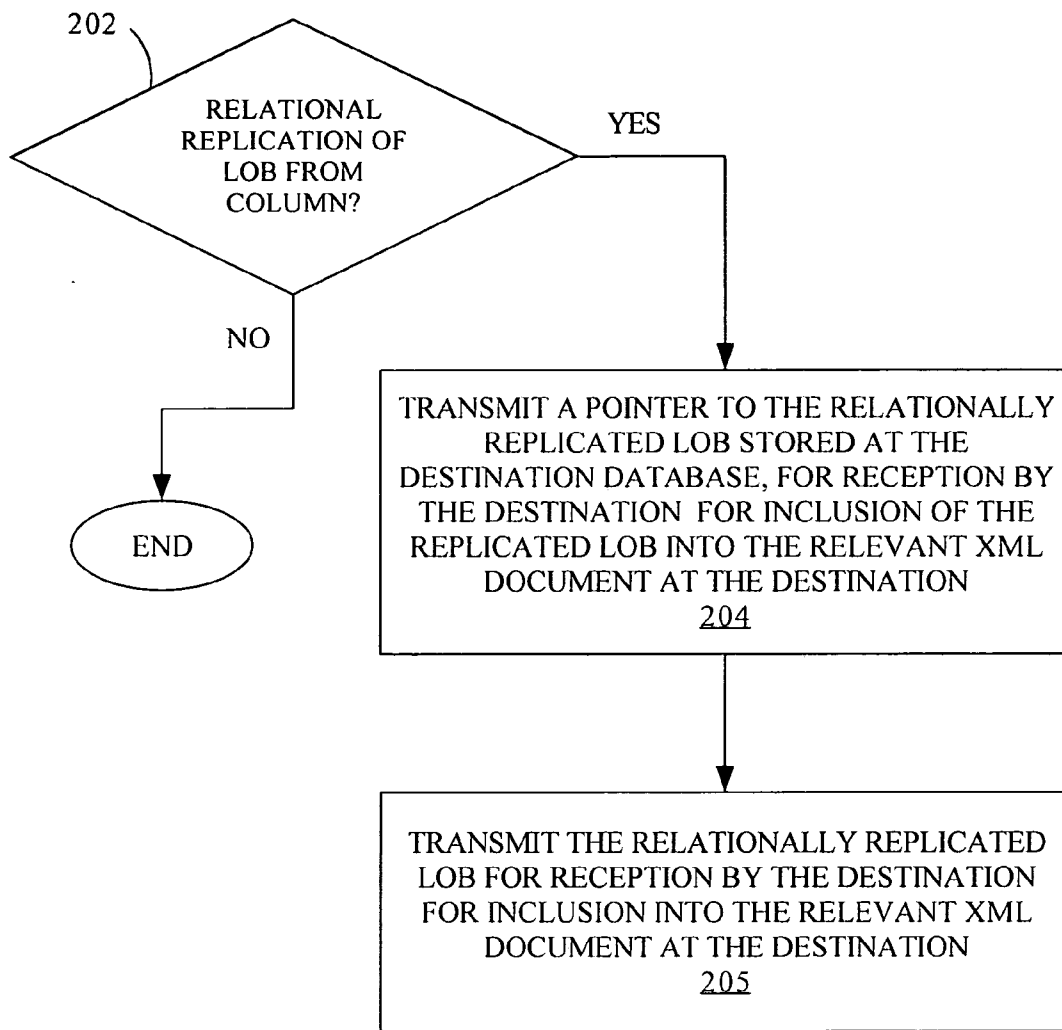 202
RELATIONAL
REPLICATION OF
LOB FROM
COLUMN?
YES
NO
END
TRANSMIT A POINTER TO THE RELATIONALLY
REPLICATED LOB STORED AT THE
DESTINATION DATABASE, FOR RECEPTION BY
THE DESTINATION FOR INCLUSION OF THE
REPLICATED LOB INTO THE RELEVANT XML
DOCUMENT AT THE DESTINATION
204
TRANSMIT THE RELATIONALLY REPLICATED
LOB FOR RECEPTION BY THE DESTINATION
FOR INCLUSION INTO THE RELEVANT XML
DOCUMENT AT THE DESTINATION
205